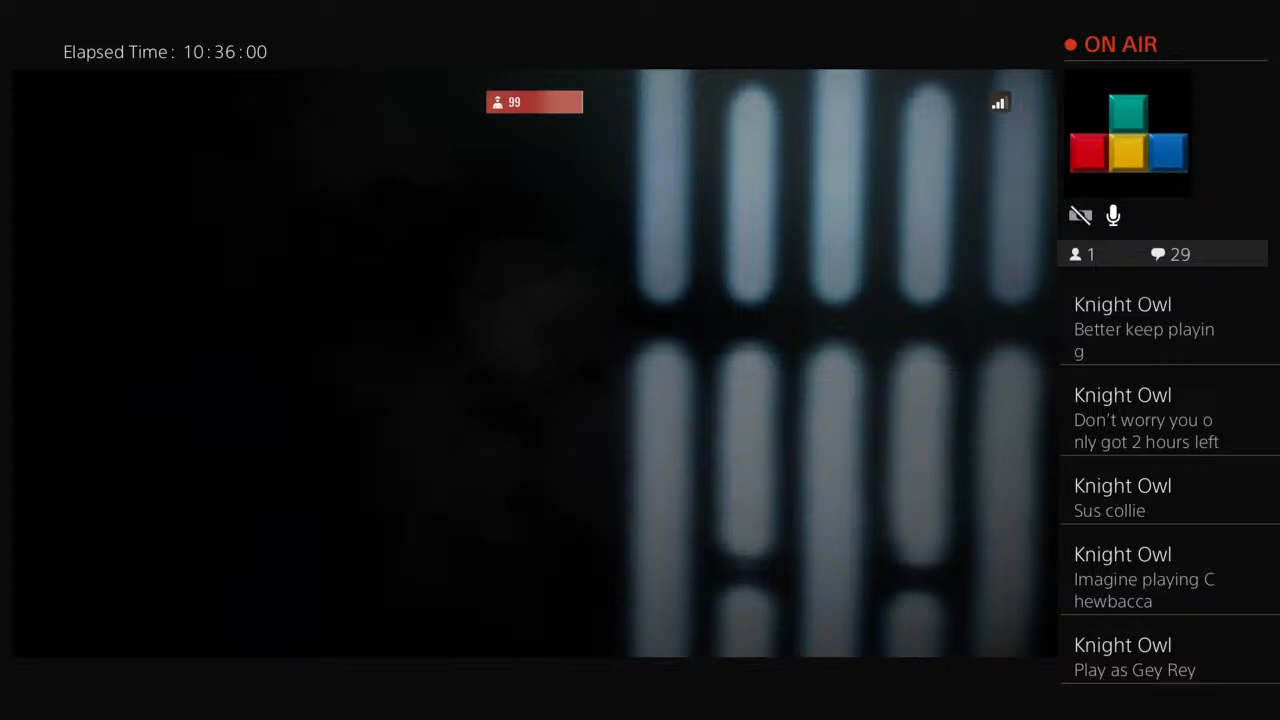 Elapsed Time: 10:36:00
ON AIR
99
1 29
Knight Owl
Better keep playin
g
Knight Owl
Don't worry you o
nly got 2 hours left
Knight Owl
Sus collie
Knight Owl
Imagine playing C
hewbacca
Knight Owl
Play as Gey Rey